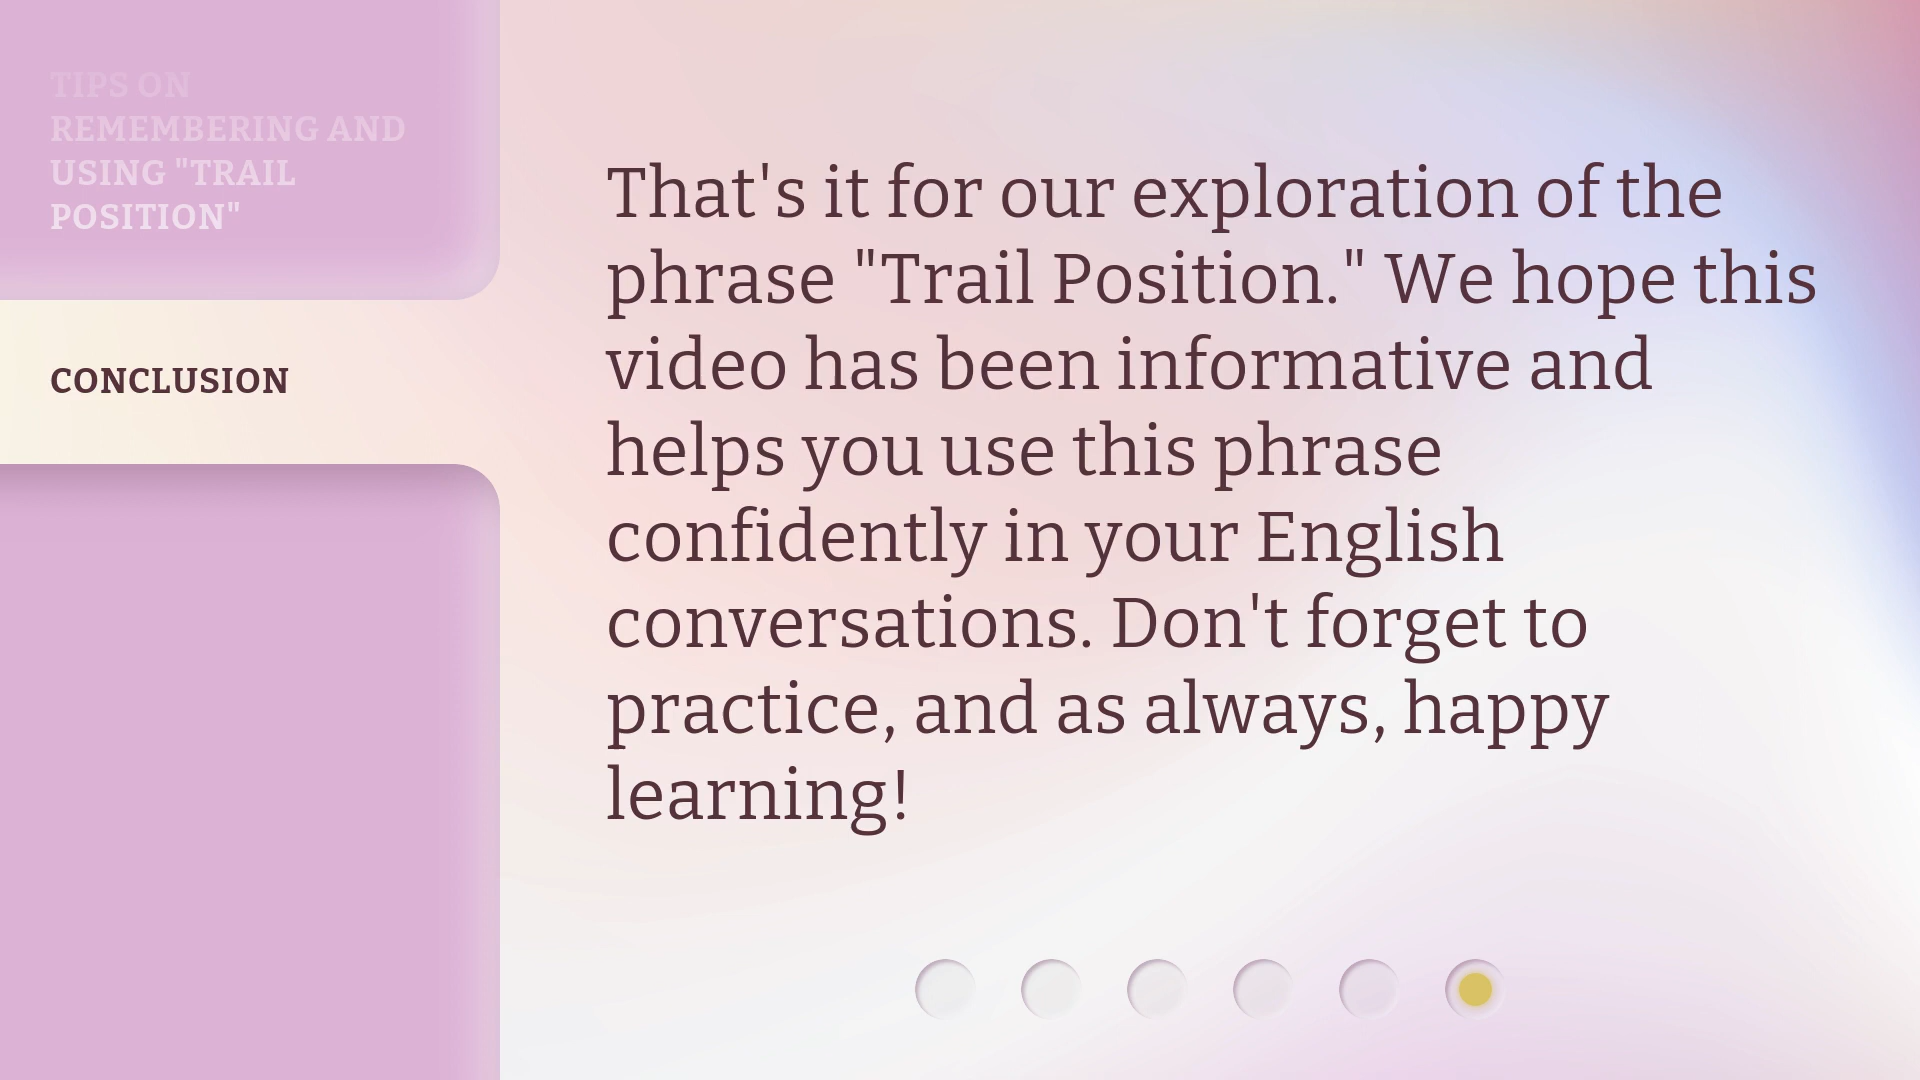 TIPS ON
REMEMBERING AND
USING "TRAIL
POSITION"
CONCLUSION
That's it for our exploration of the
phrase "Trail Position." We hope this
video has been informative and
helps you use this phrase
confidently in your English
conversations. Don't forget to
practice, and as always, happy
learning!